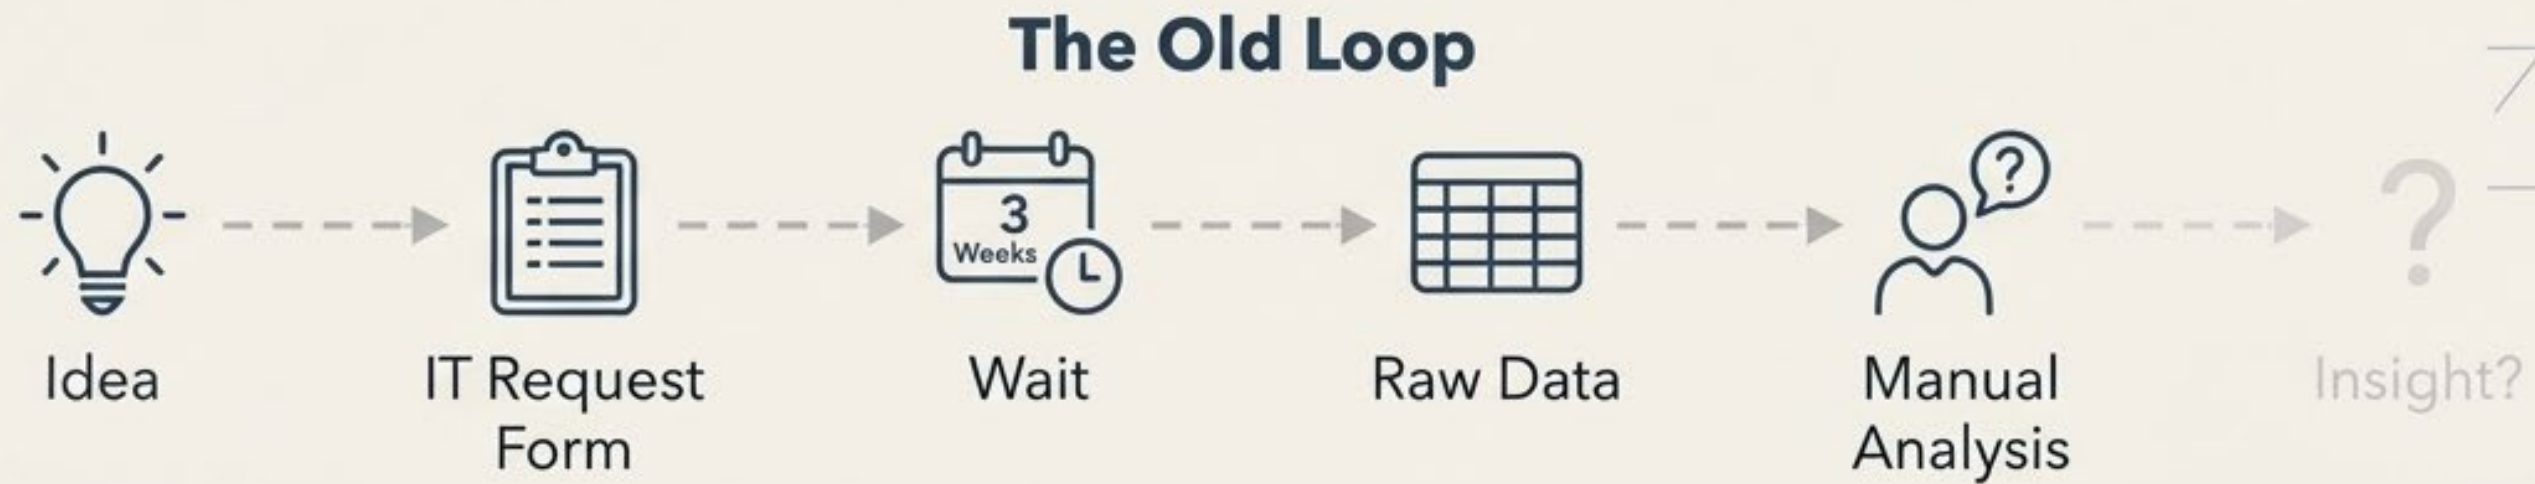 The Old Loop
3
Weeks
?
?
Idea
IT Request
Form
Wait
Raw Data
Manual
Analysis
Insight?